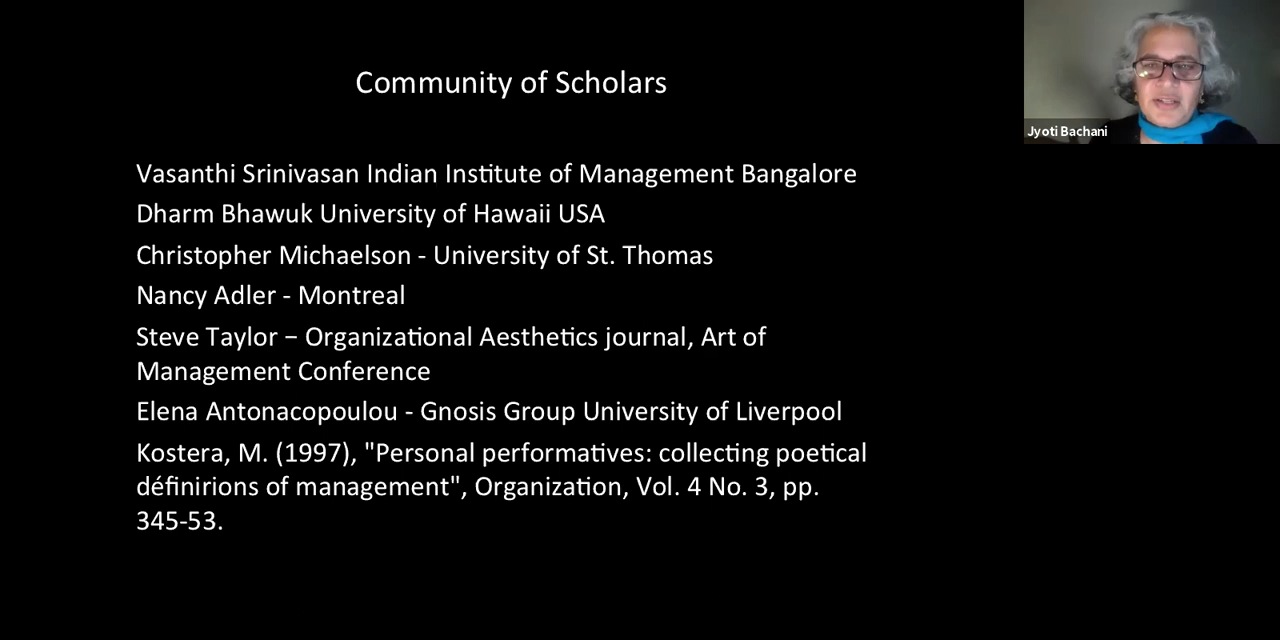 Community of Scholars
Jyoti Bachani
Vasanthi Srinivasan Indian Institute of Management Bangalore
Dharm Bhawuk University of Hawaii USA
Christopher Michaelson - University of St. Thomas
Nancy Adler - Montreal
Steve Taylor – Organizational Aesthetics journal, Art of
Management Conference
Elena Antonacopoulou - Gnosis Group University of Liverpool
Kostera, M. (1997), "Personal performatives: collecting poetical
définirions of management", Organization, Vol. 4 No. 3, pp.
345-53.